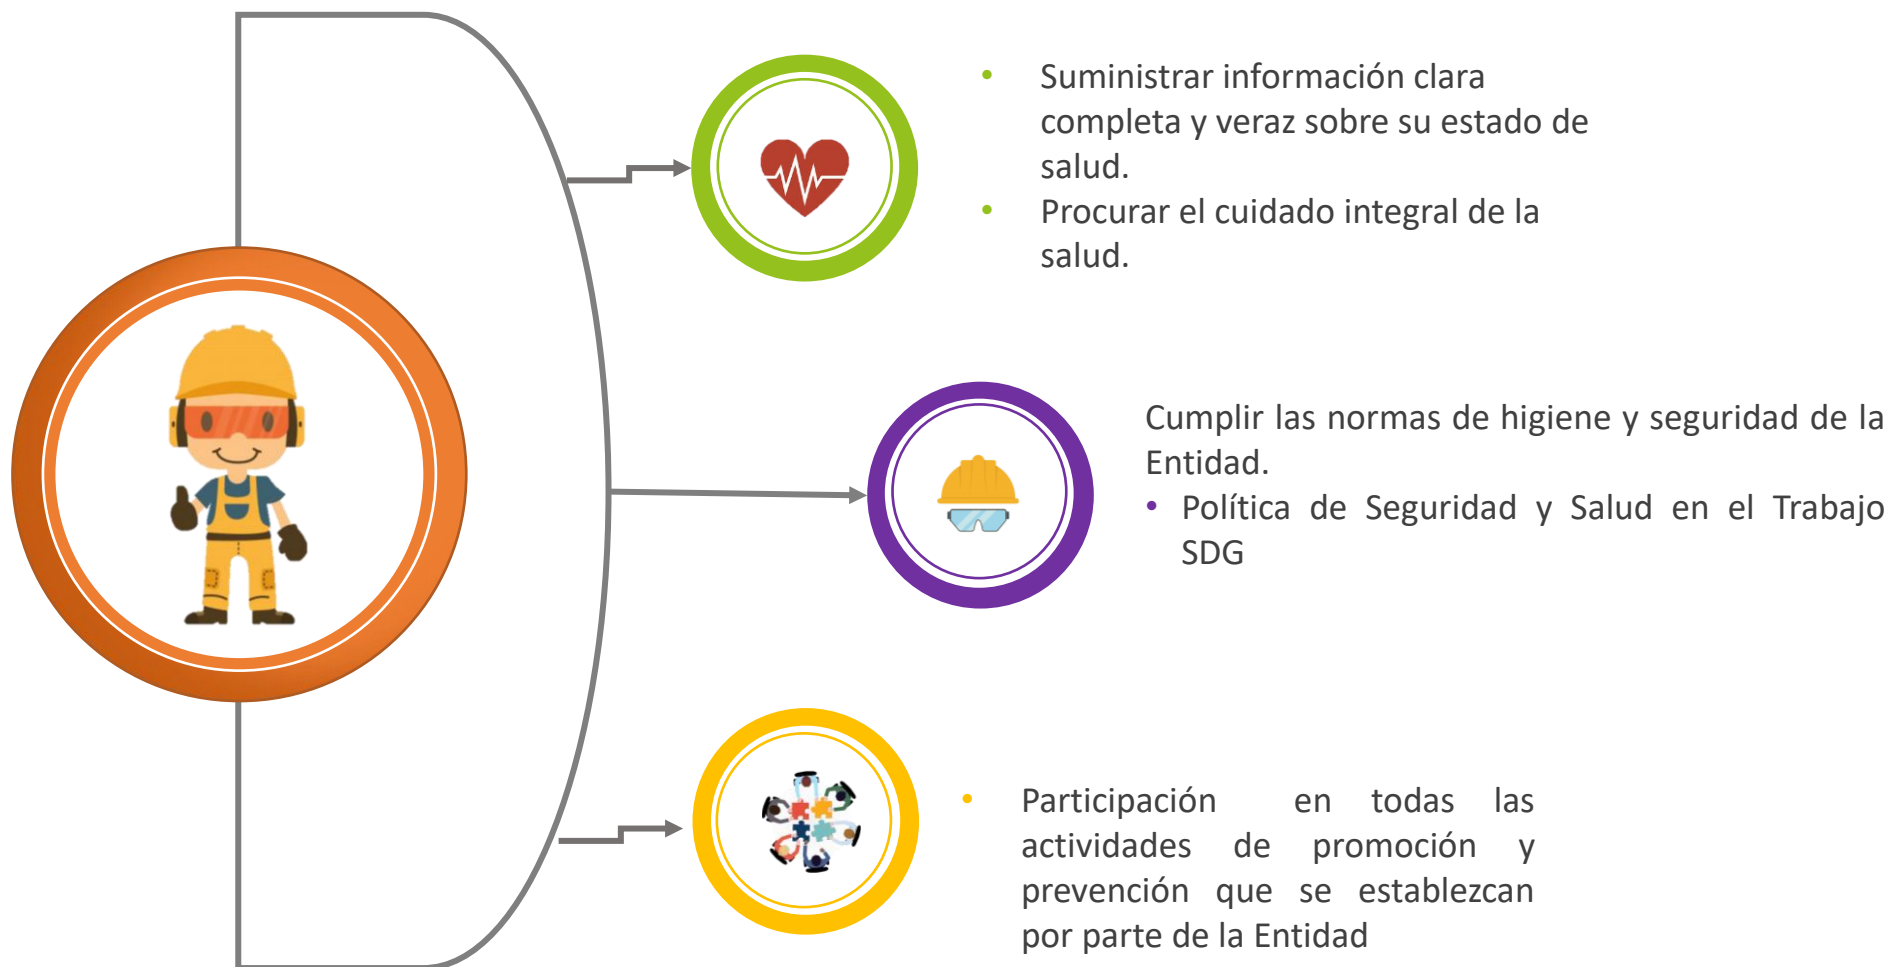 • Suministrar información clara
completa y veraz sobre su estado de
salud.
• Procurar el cuidado integral de la
salud.
Cumplir las normas de higiene y seguridad de la
Entidad.
• Política de Seguridad y Salud en el Trabajo
SDG
• Participación en todas las
actividades de promoción y
prevención que se establezcan
por parte de la Entidad